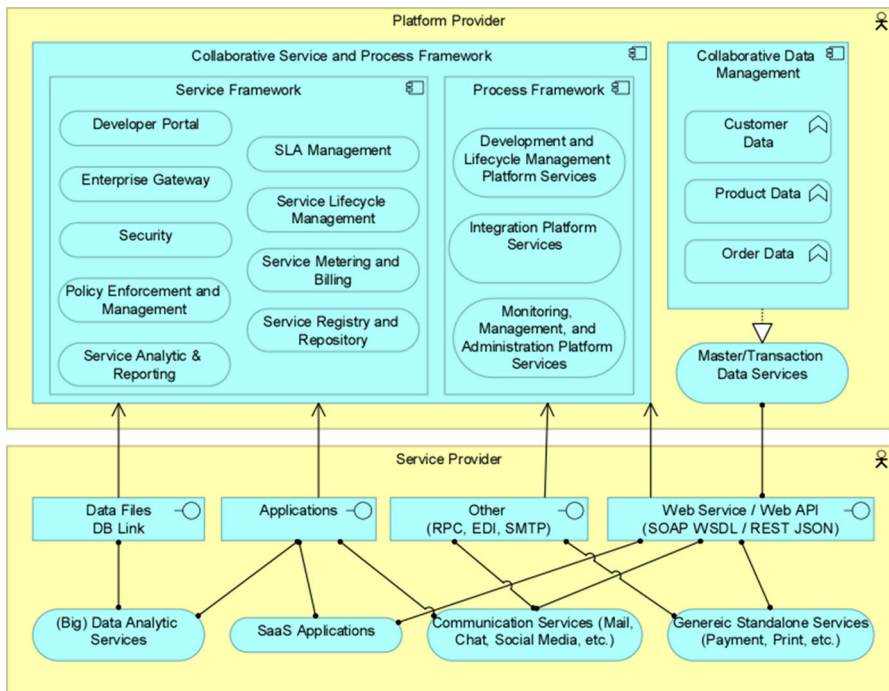 Platform Provider
Collaborative Service and Process Framework
Service Framework
Developer Portal
Enterprise Gateway
Security
Policy Enforcement and
Management
Service Analytic &
Reporting
SLA Management
Service Lifecycle
Management
Service Metering and
Billing
Service Registry and
Repository
Process Framework
Development and
Lifecycle Management
Platform Services
Integration Platform
Services
Monitoring,
Management, and
Administration Platform
Services
Collaborative Data
Management
Customer
Data
Product Data
Order Data
Master/Transaction
Data Services
Service Provider
Data Files
DB Link
Applications
Other
(RPC, EDI, SMTP)
Web Service / Web API
(SOAP WSDL / REST JSON)
(Big) Data Analytic
Services
SaaS Applications
Communication Services (Mail,
Chat, Social Media, etc.)
Genereic Standalone Services
(Payment, Print, etc.)